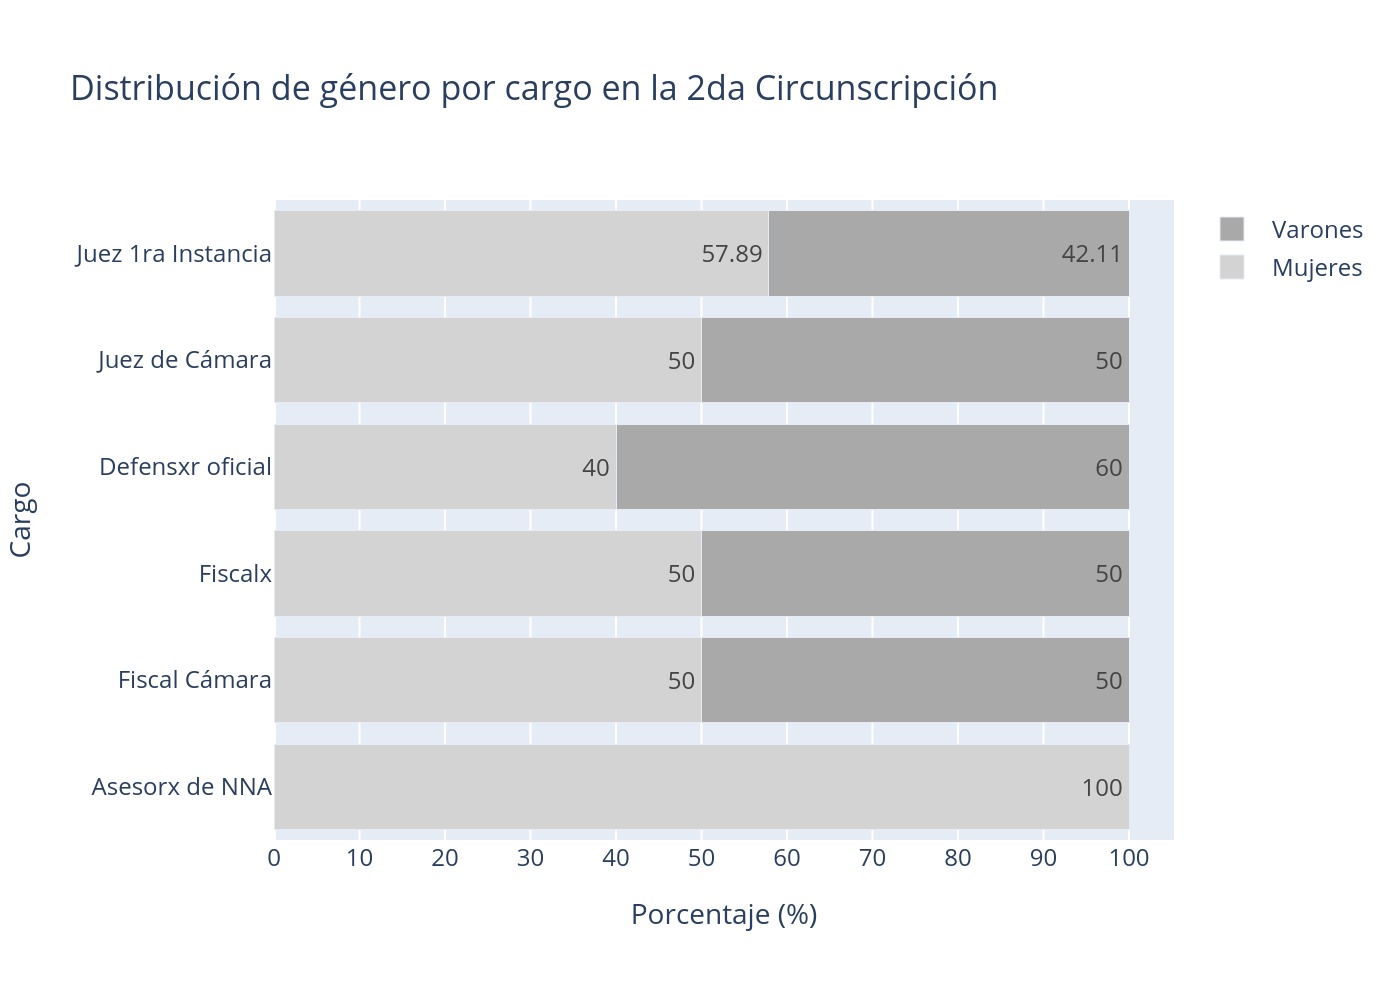 Distribución de género por cargo en la 2da Circunscripción
Varones
Mujeres
Cargo
Juez 1ra Instancia 57.89 42.11
Juez de Cámara 50 50
Defensxr oficial 40 60
Fiscalx 50 50
Fiscal Cámara 50 50
Asesorx de NNA 100
0 10 20 30 40 50 60 70 80 90 100
Porcentaje (%)